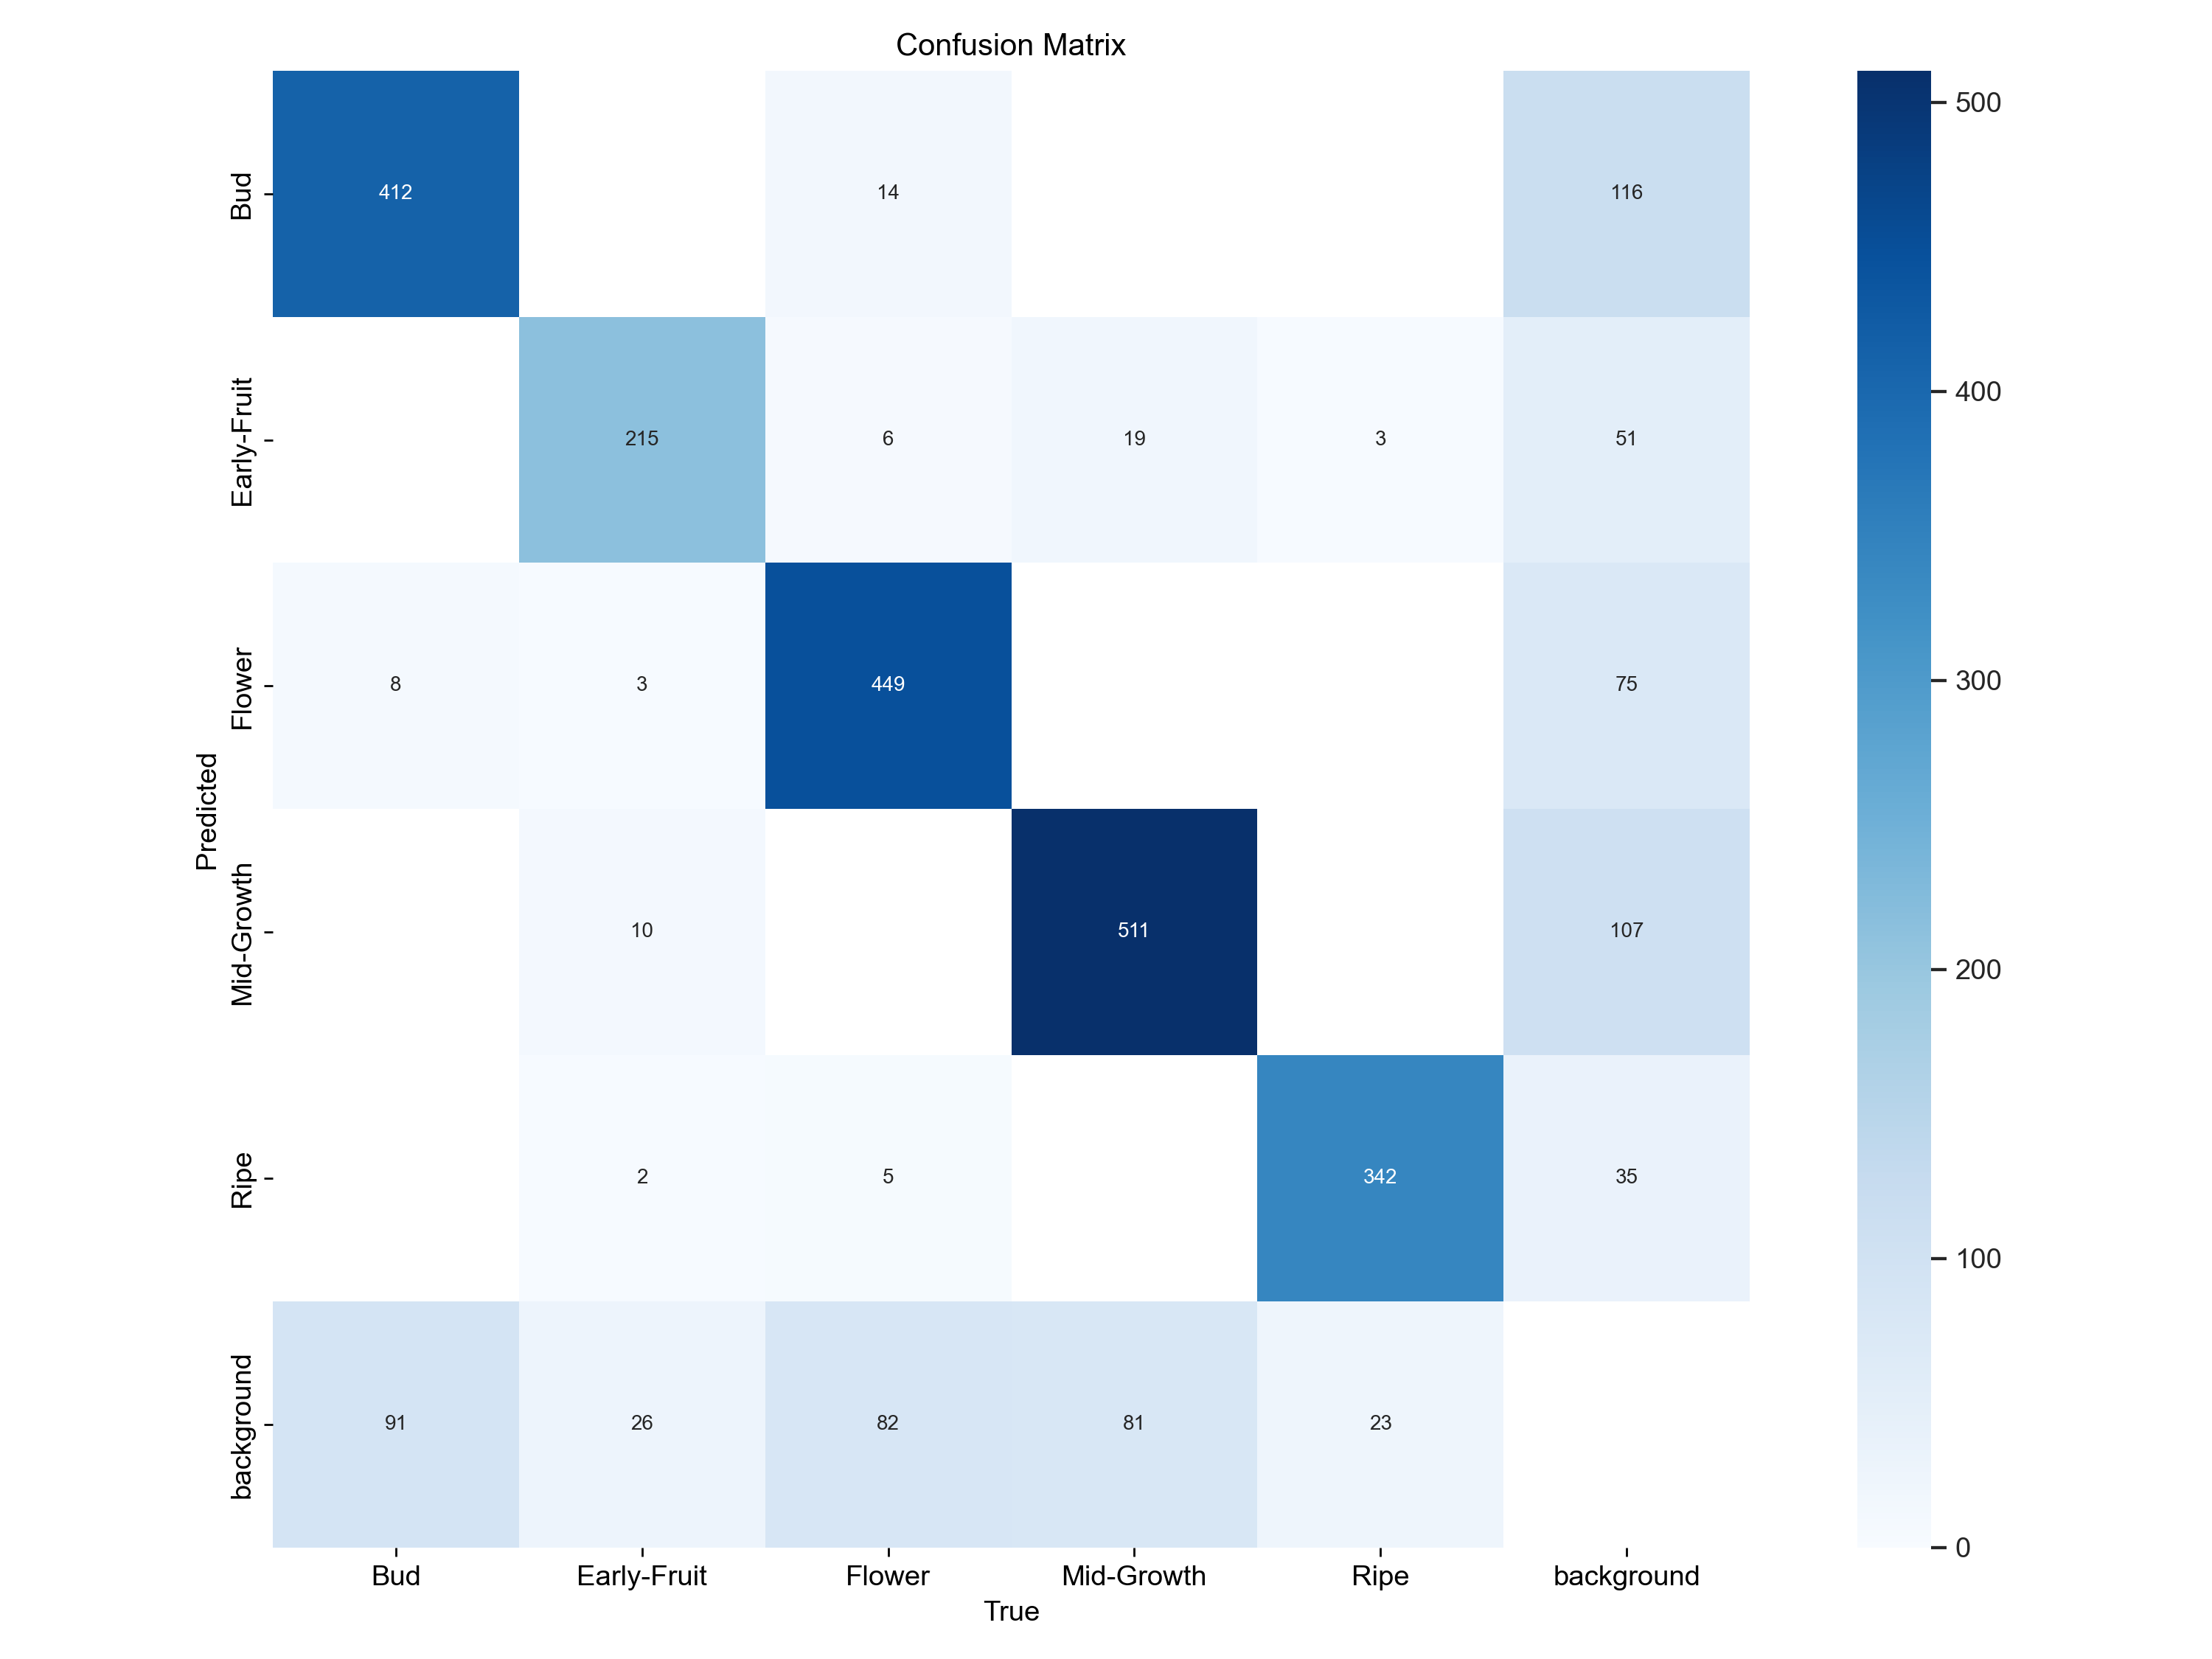 Confusion Matrix
Predicted
Bud
412
14
116
Early-Fruit
215
6
19
3
51
Flower
8
3
449
75
Mid-Growth
10
511
107
Ripe
2
5
342
35
background
91
26
82
81
23
Bud
Early-Fruit
Flower
Mid-Growth
Ripe
background
True
500
400
300
200
100
0